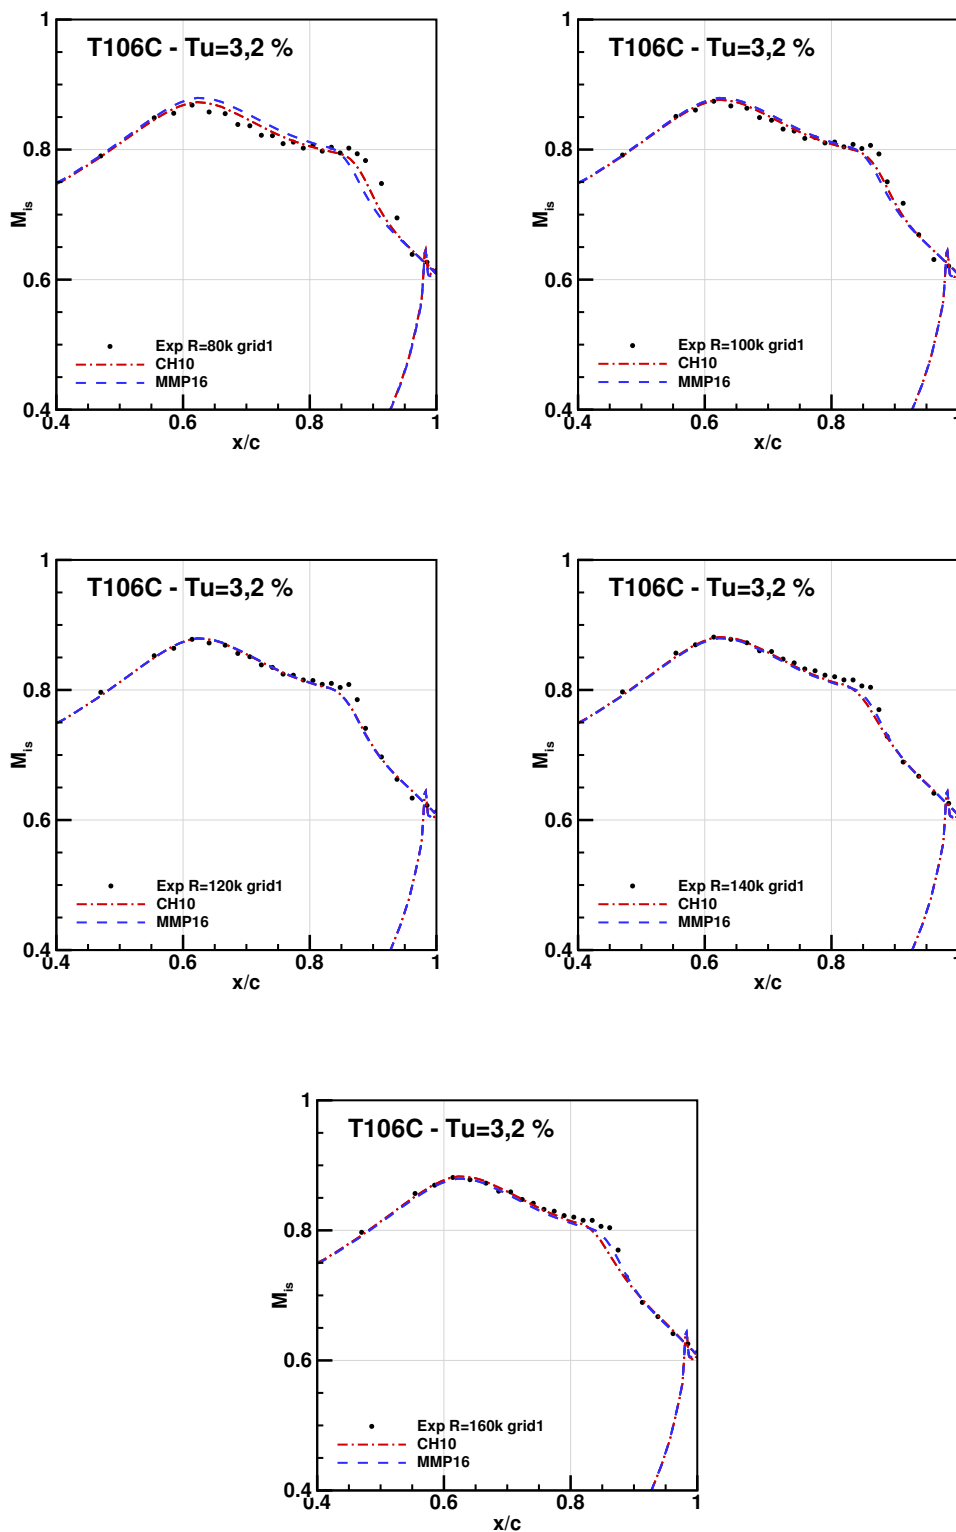 T106C - Tu=3,2 %
1
0.8
0.6
0.4
M_is
Exp R=80k grid1
CH10
MMP16
0.4 0.6 0.8 1
x/c
T106C - Tu=3,2 %
1
0.8
0.6
0.4
M_is
Exp R=100k grid1
CH10
MMP16
0.4 0.6 0.8 1
x/c
T106C - Tu=3,2 %
1
0.8
0.6
0.4
M_is
Exp R=120k grid1
CH10
MMP16
0.4 0.6 0.8 1
x/c
T106C - Tu=3,2 %
1
0.8
0.6
0.4
M_is
Exp R=140k grid1
CH10
MMP16
0.4 0.6 0.8 1
x/c
T106C - Tu=3,2 %
1
0.8
0.6
0.4
M_is
Exp R=160k grid1
CH10
MMP16
0.4 0.6 0.8 1
x/c